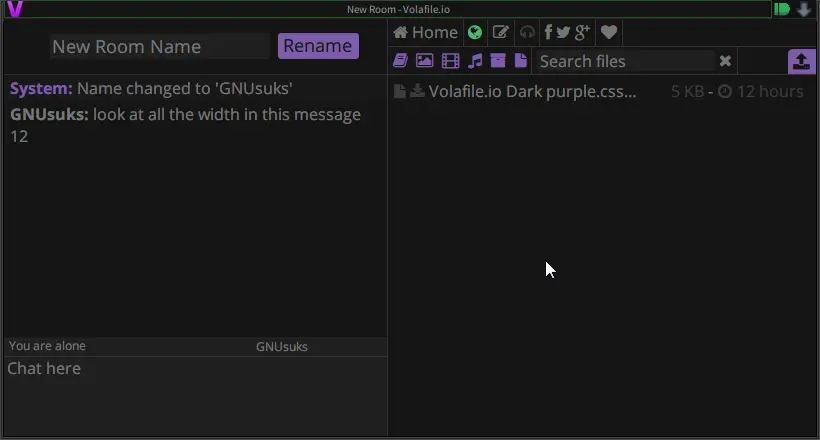 New Room - Volafile.io
New Room Name
Rename
System: Name changed to 'GNUsuks'
GNUsuks: look at all the width in this message
12
You are alone
GNUsuks
Chat here
Home
Search files
Volafile.io Dark purple.css...
5 KB - 12 hours